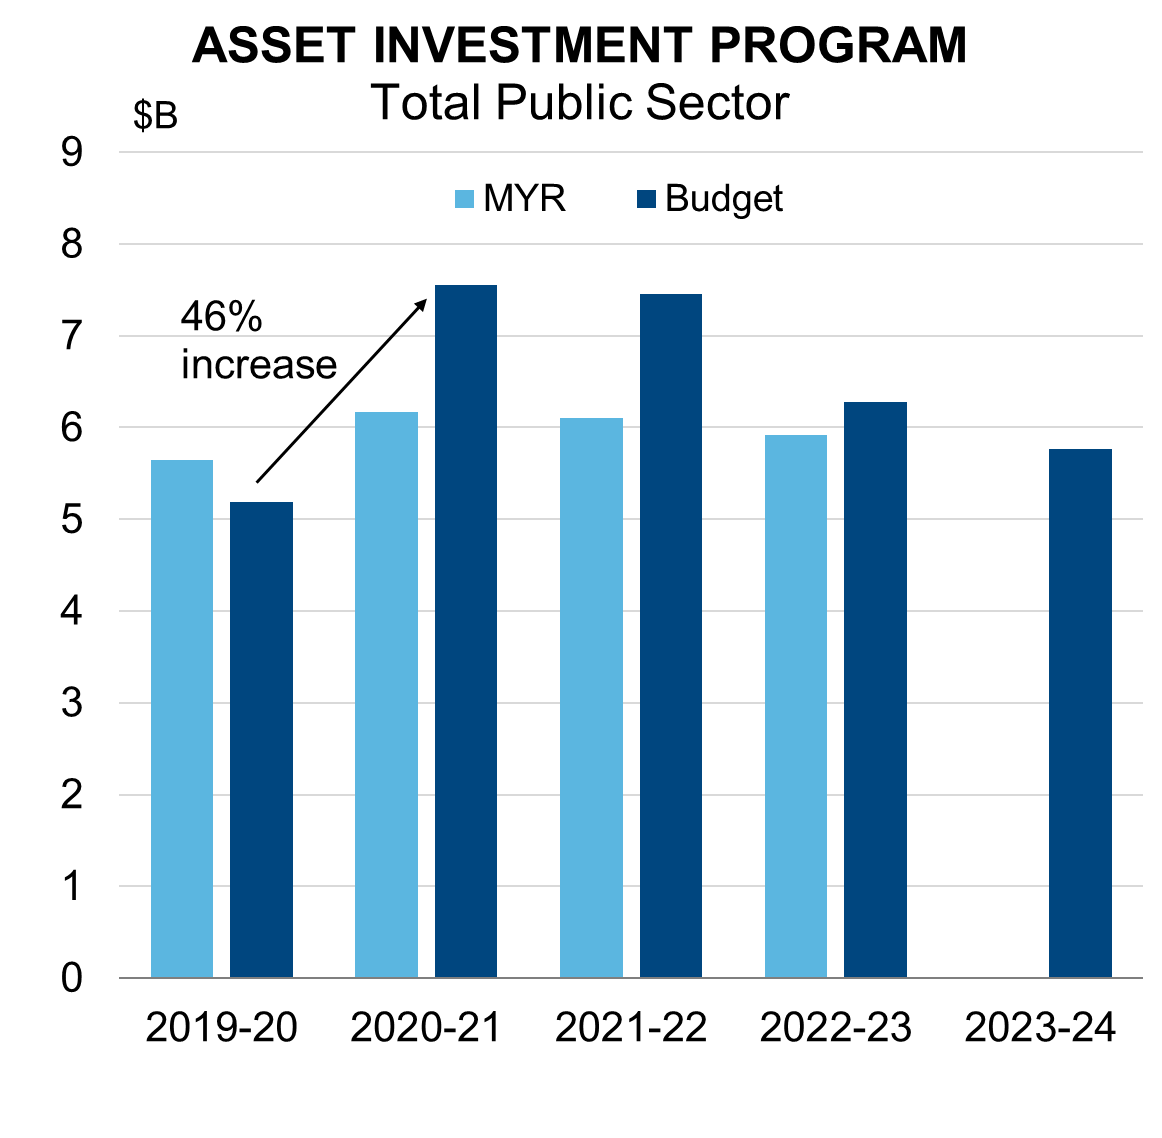 ASSET INVESTMENT PROGRAM
Total Public Sector
$B
9
MYR Budget
8
46%
increase
7
6
5
4
3
2
1
0
2019-20 2020-21 2021-22 2022-23 2023-24